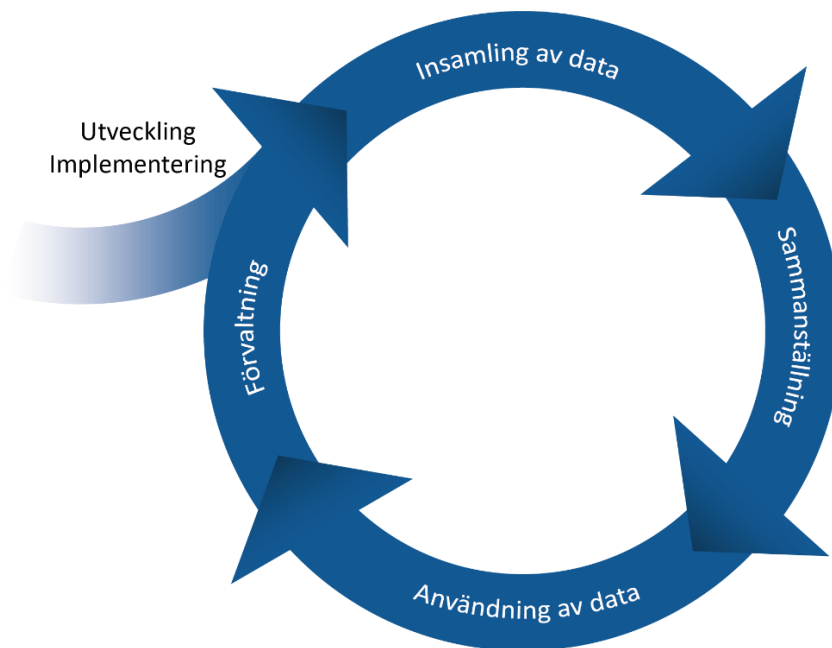 Utveckling
Implementering
Insamling av data
Sammanställning
Användning av data
Förvaltning